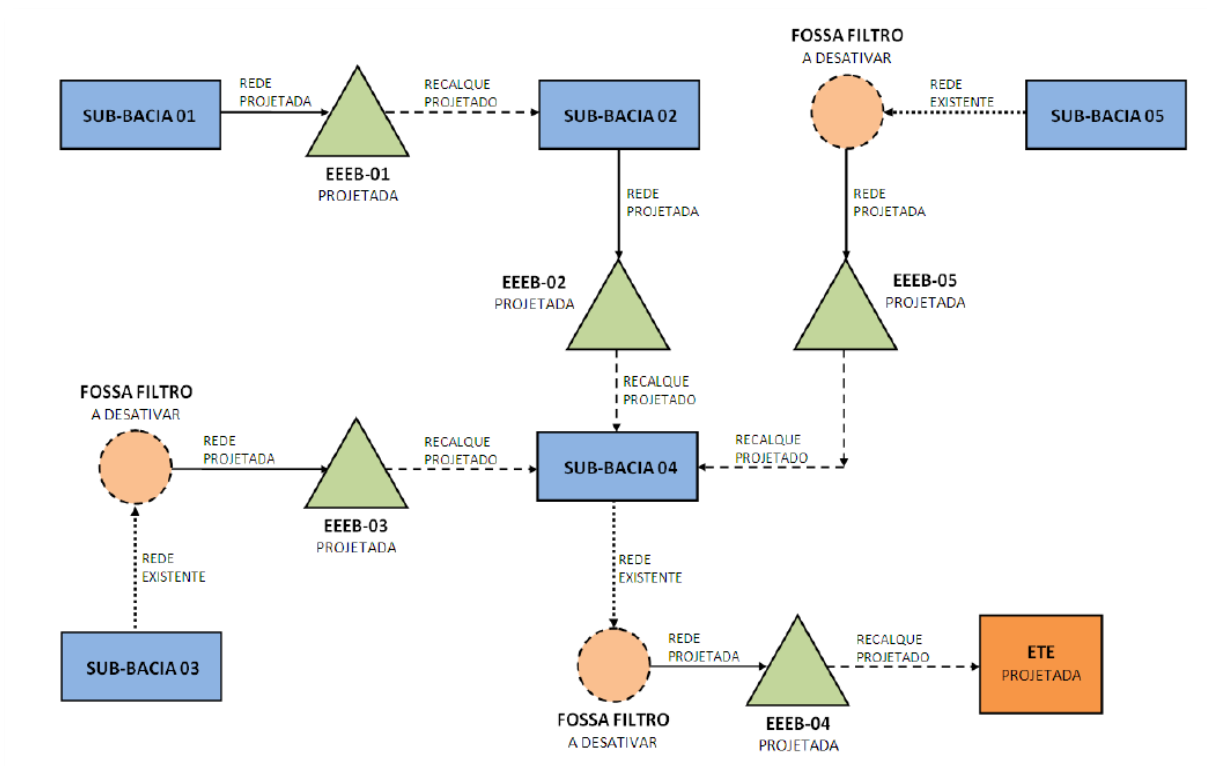 FOSSA FILTRO
A DESATIVAR
SUB-BACIA 01
REDE
PROJETADA
EEEB-01
PROJETADA
RECALQUE
PROJETADO
SUB-BACIA 02
REDE
EXISTENTE
SUB-BACIA 05
REDE
PROJETADA
REDE
PROJETADA
EEEB-02
PROJETADA
EEEB-05
PROJETADA
RECALQUE
PROJETADO
FOSSA FILTRO
A DESATIVAR
REDE
PROJETADA
EEEB-03
PROJETADA
RECALQUE
PROJETADO
SUB-BACIA 04
RECALQUE
PROJETADO
REDE
EXISTENTE
SUB-BACIA 03
REDE
EXISTENTE
FOSSA FILTRO
A DESATIVAR
REDE
PROJETADA
EEEB-04
PROJETADA
RECALQUE
PROJETADO
ETE
PROJETADA